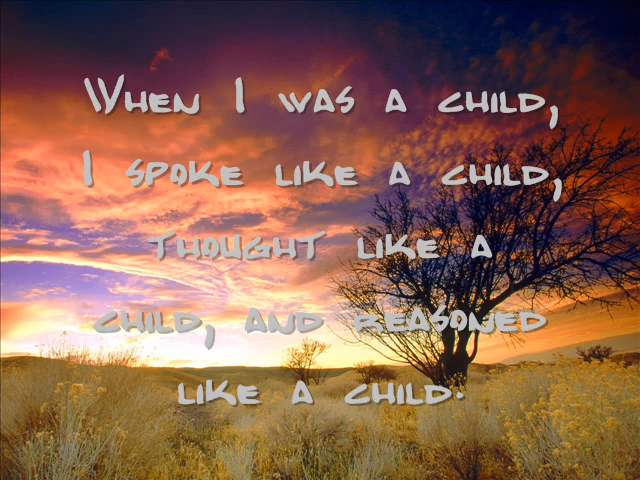 When I was a child,
I spoke like a child,
thought like a
child, and reasoned
like a child.